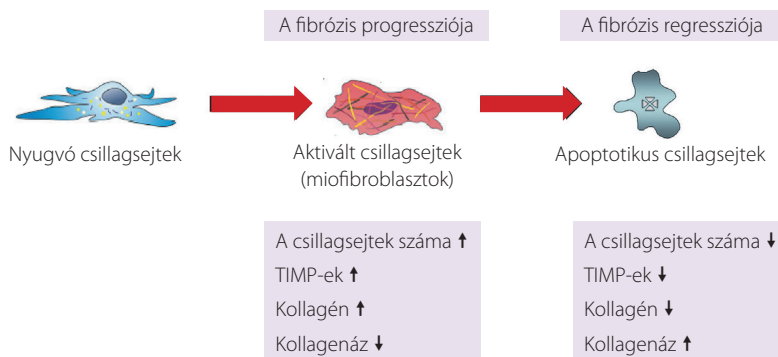 A fibrózis progressziója
A fibrózis regressziója
Nyugvó csillagsejtek
Aktivált csillagsejtek
(miofibroblasztok)
Apoptotikus csillagsejtek
A csillagsejtek száma ↑
TIMP-ek ↑
Kollagén ↑
Kollagenáz ↓
A csillagsejtek száma ↓
TIMP-ek ↓
Kollagén ↓
Kollagenáz ↑